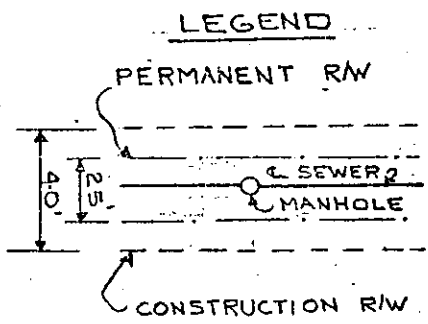 LEGEND
PERMANENT R/W
40'
25'
℄ SEWER
MANHOLE
CONSTRUCTION R/W